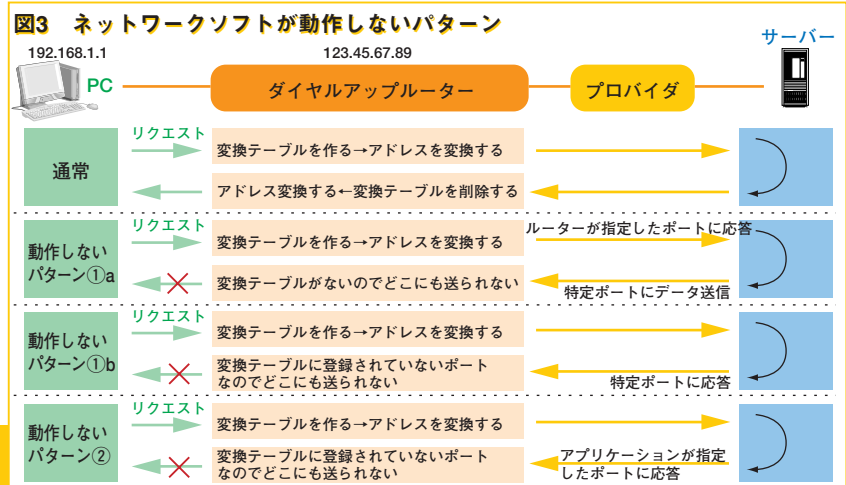 図3 ネットワークソフトが動作しないパターン
192.168.1.1
123.45.67.89
サーバー
PC
ダイヤルアップルーター
プロバイダ
通常
リクエスト
変換テーブルを作る→アドレスを変換する
アドレス変換する←変換テーブルを削除する
動作しない
パターン①a
リクエスト
変換テーブルを作る→アドレスを変換する
ルーターが指定したポートに応答
変換テーブルがないのでどこにも送られない
特定ポートにデータ送信
動作しない
パターン①b
リクエスト
変換テーブルを作る→アドレスを変換する
変換テーブルに登録されていないポート
なのでどこにも送られない
特定ポートに応答
動作しない
パターン②
リクエスト
変換テーブルを作る→アドレスを変換する
変換テーブルに登録されていないポート
なのでどこにも送られない
アプリケーションが指定
したポートに応答